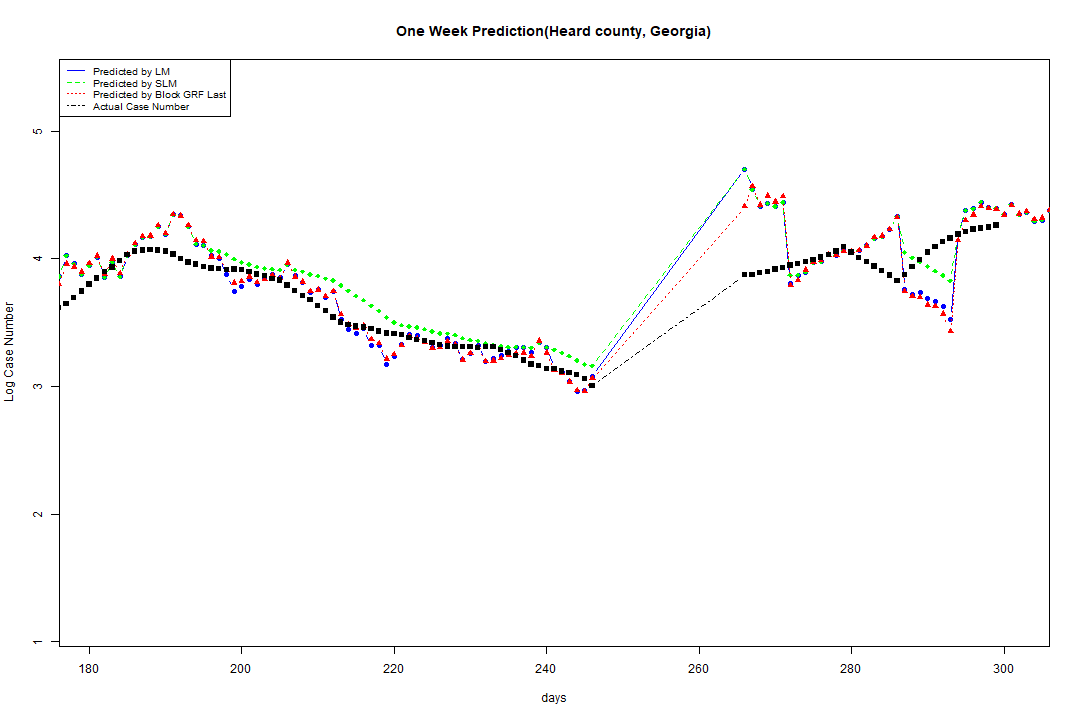 One Week Prediction(Heard county, Georgia)
Predicted by LM
Predicted by SLM
Predicted by Block GRF Last
Actual Case Number
5
4
3
2
1
Log Case Number
180 200 220 240 260 280 300
days